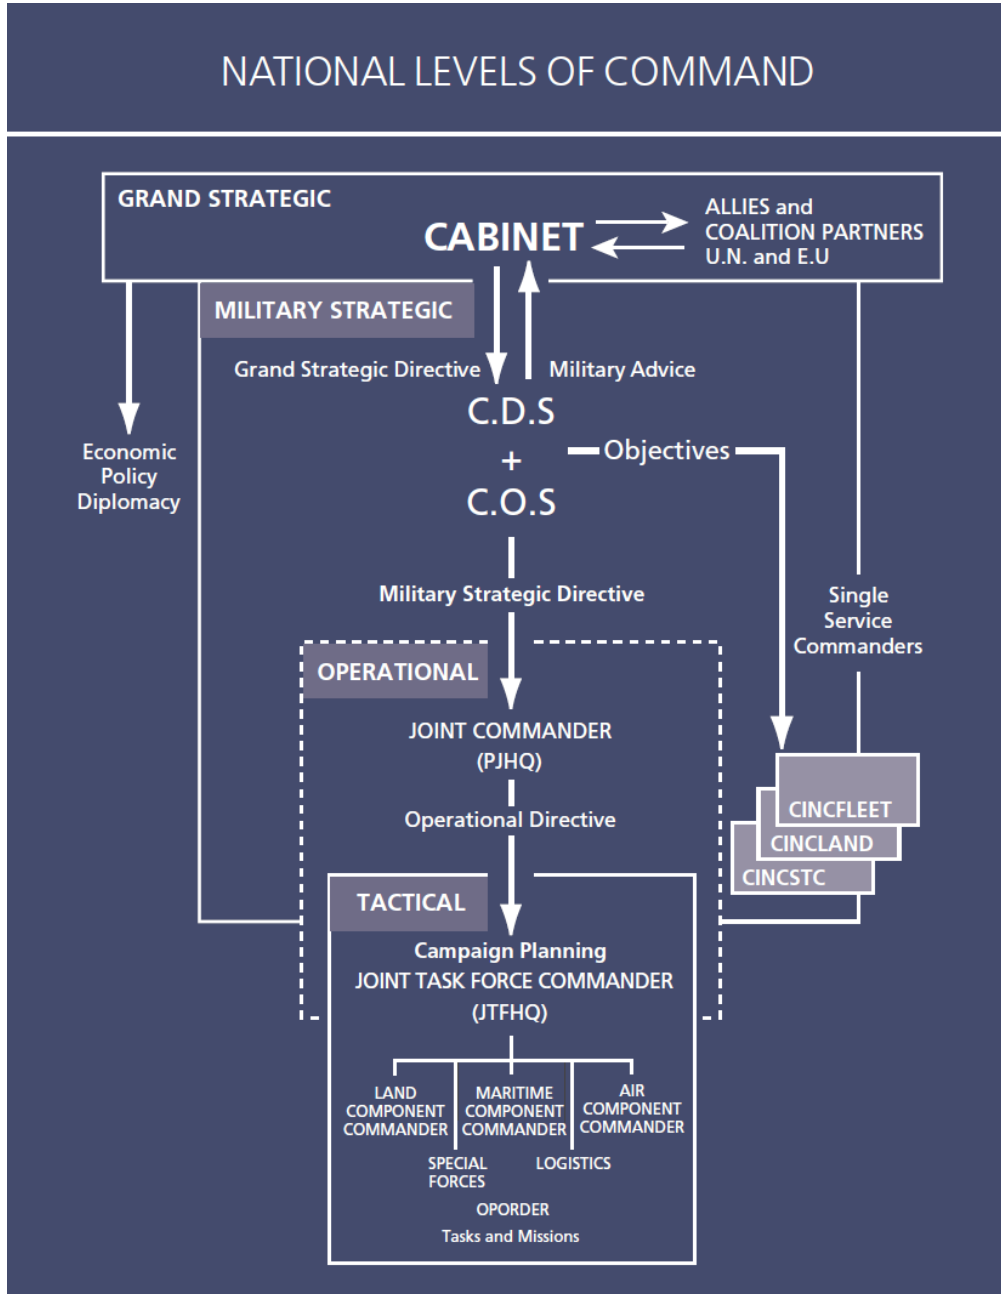 NATIONAL LEVELS OF COMMAND
GRAND STRATEGIC
CABINET
ALLIES and
COALITION PARTNERS
U.N. and E.U
MILITARY STRATEGIC
Grand Strategic Directive
Military Advice
C.D.S
+
C.O.S
Objectives
Economic
Policy
Diplomacy
Military Strategic Directive
Single
Service
Commanders
OPERATIONAL
JOINT COMMANDER
(PJHQ)
Operational Directive
CINCFLEET
CINCLAND
CINCSTC
TACTICAL
Campaign Planning
JOINT TASK FORCE COMMANDER
(JTFHQ)
LAND
COMPONENT
COMMANDER
MARITIME
COMPONENT
COMMANDER
AIR
COMPONENT
COMMANDER
SPECIAL
FORCES
LOGISTICS
OPORDER
Tasks and Missions